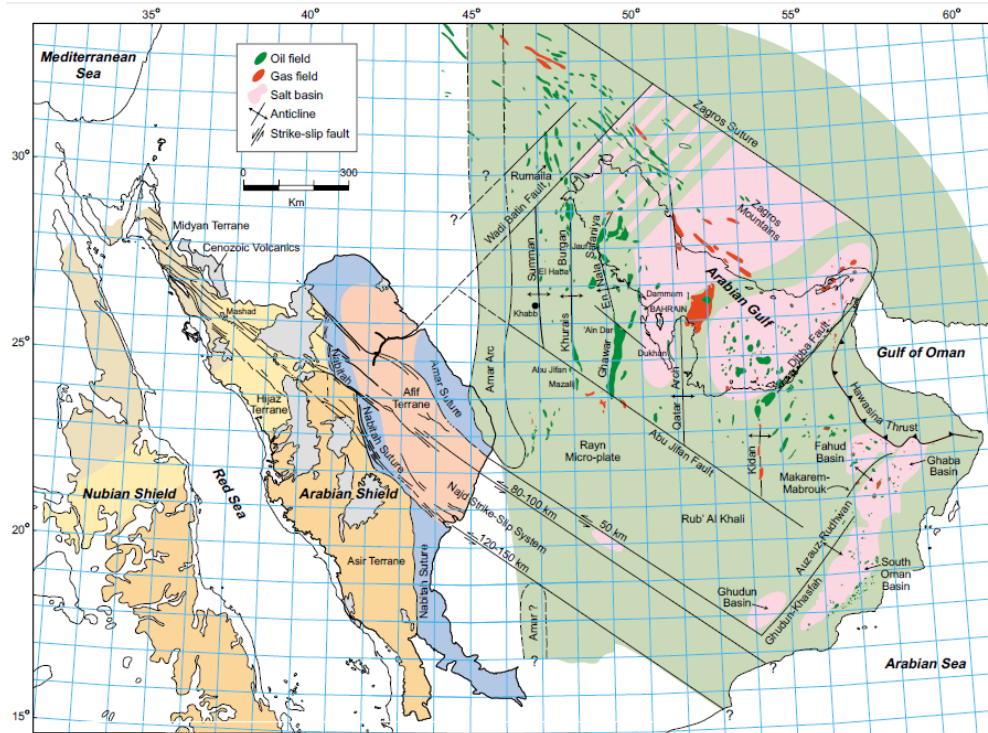 35°
40°
45°
50°
55°
60°
Mediterranean
Sea
Oil field
Gas field
Salt basin
Anticline
Strike-slip fault
0
300
Km
30°
25°
20°
15°
Midyan Terrane
Cenozoic Volcanics
Mashad
Hijaz
Terrane
Nubian Shield
Red Sea
Arabian Shield
Asir Terrane
Afif
Terrane
Nabitah
Nabitah Suture
Nabitah Suture
Amar Suture
Amar Arc
Amar ?
?
?
?
?
?
Rumaila
Wadi Batin Fault
Summan
Burgan
El Haba
Khabb
Khurais
Abu Jifan
Mazalij
En Nala
Safaniya
'Ain Dar
Ghawar
Dammam
BAHRAIN
Dukhan
Qatar Arch
Zagros Suture
Zagros
Mountains
Arabian Gulf
Dibba Fault
Gulf of Oman
Hawasina Thrust
Rayn
Micro-plate
Abu Jifan Fault
Kidan
Fahud
Basin
Ghaba
Basin
Makarem-
Mabrouk
Rub' Al Khali
Najd Strike-Slip System
80-100 km
50 km
120-150 km
Ghudun
Basin
Ghudun-Khasfah
South
Oman
Basin
Arabian Sea